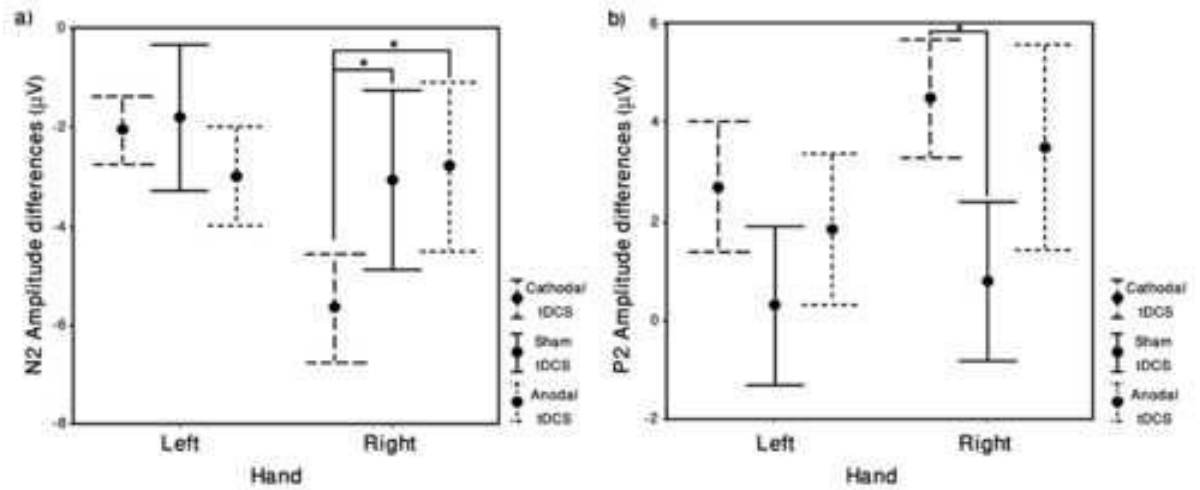 a)
N2 Amplitude differences (μV)
0
-2
-4
-6
-8
*
*
Left
Right
Hand
Cathodal
tDCS
Sham
tDCS
Anodal
tDCS
b)
P2 Amplitude differences (μV)
6
4
2
0
-2
*
Left
Right
Hand
Cathodal
tDCS
Sham
tDCS
Anodal
tDCS